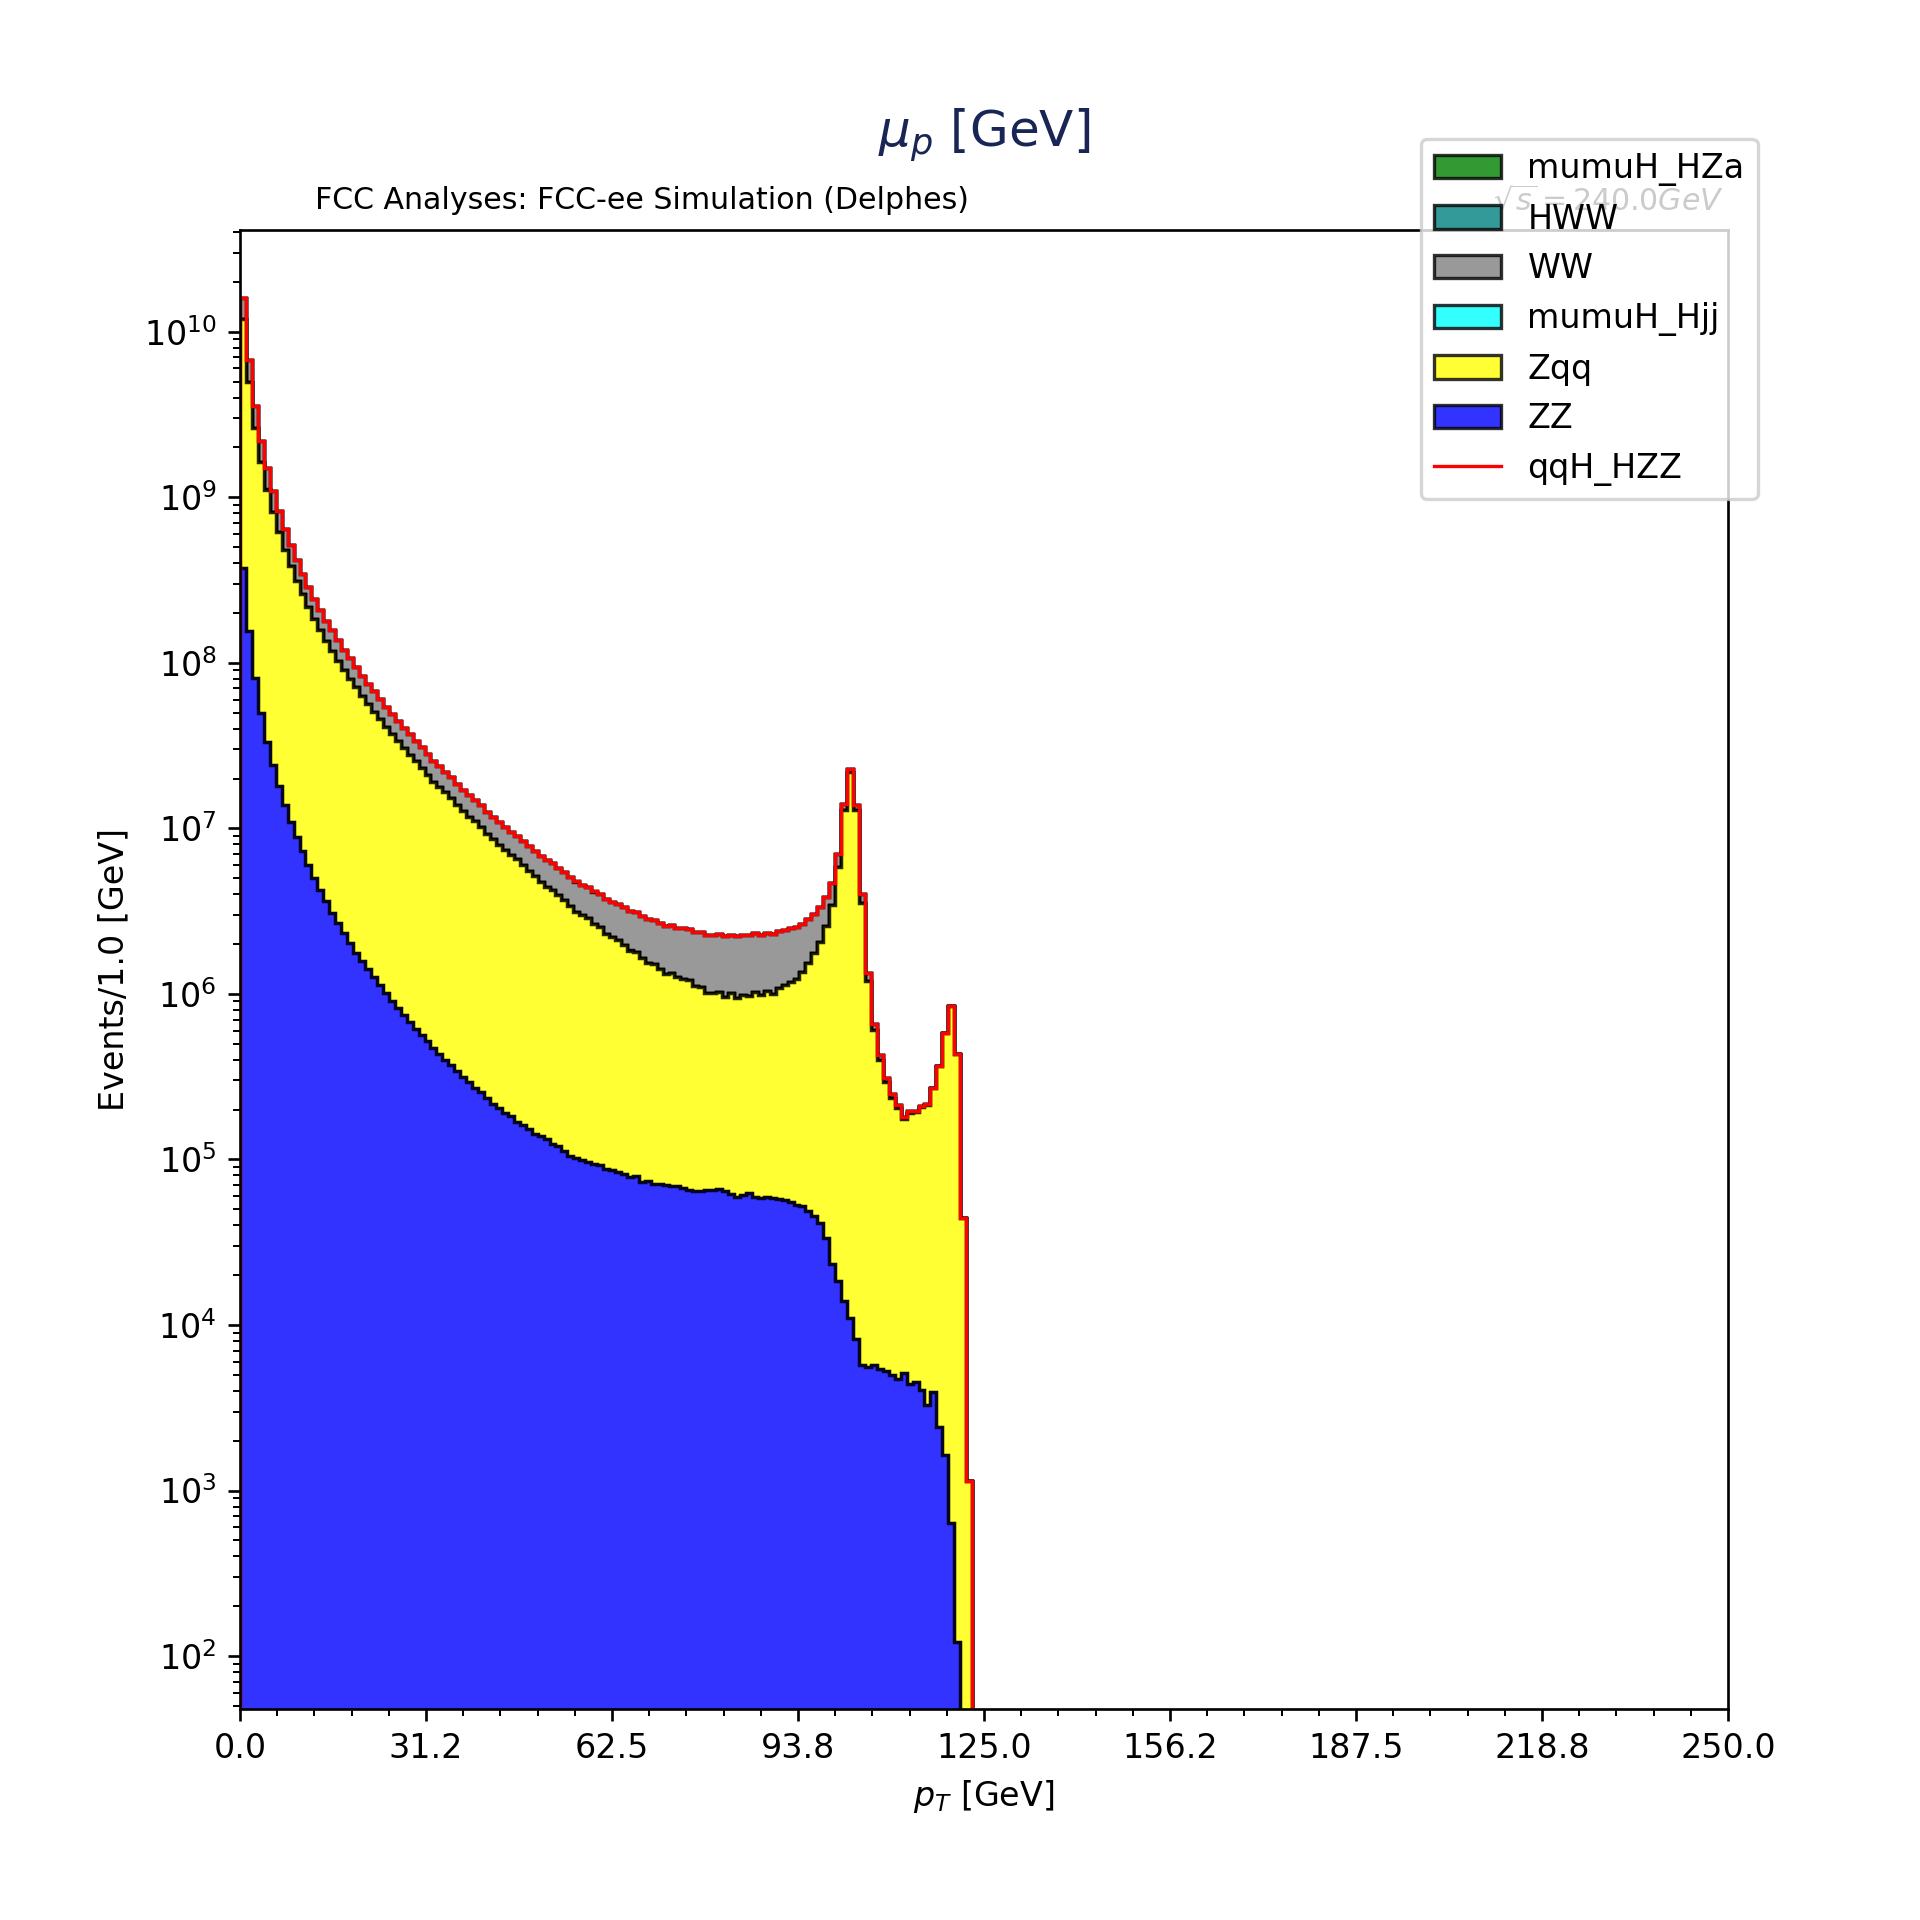 μ_p [GeV]
FCC Analyses: FCC-ee Simulation (Delphes)
√s = 240.0GeV
mumuH_HZa
HWW
WW
mumuH_Hjj
Zqq
ZZ
qqH_HZZ
Events/1.0 [GeV]
10^10
10^9
10^8
10^7
10^6
10^5
10^4
10^3
10^2
0.0 31.2 62.5 93.8 125.0 156.2 187.5 218.8 250.0
p_T [GeV]